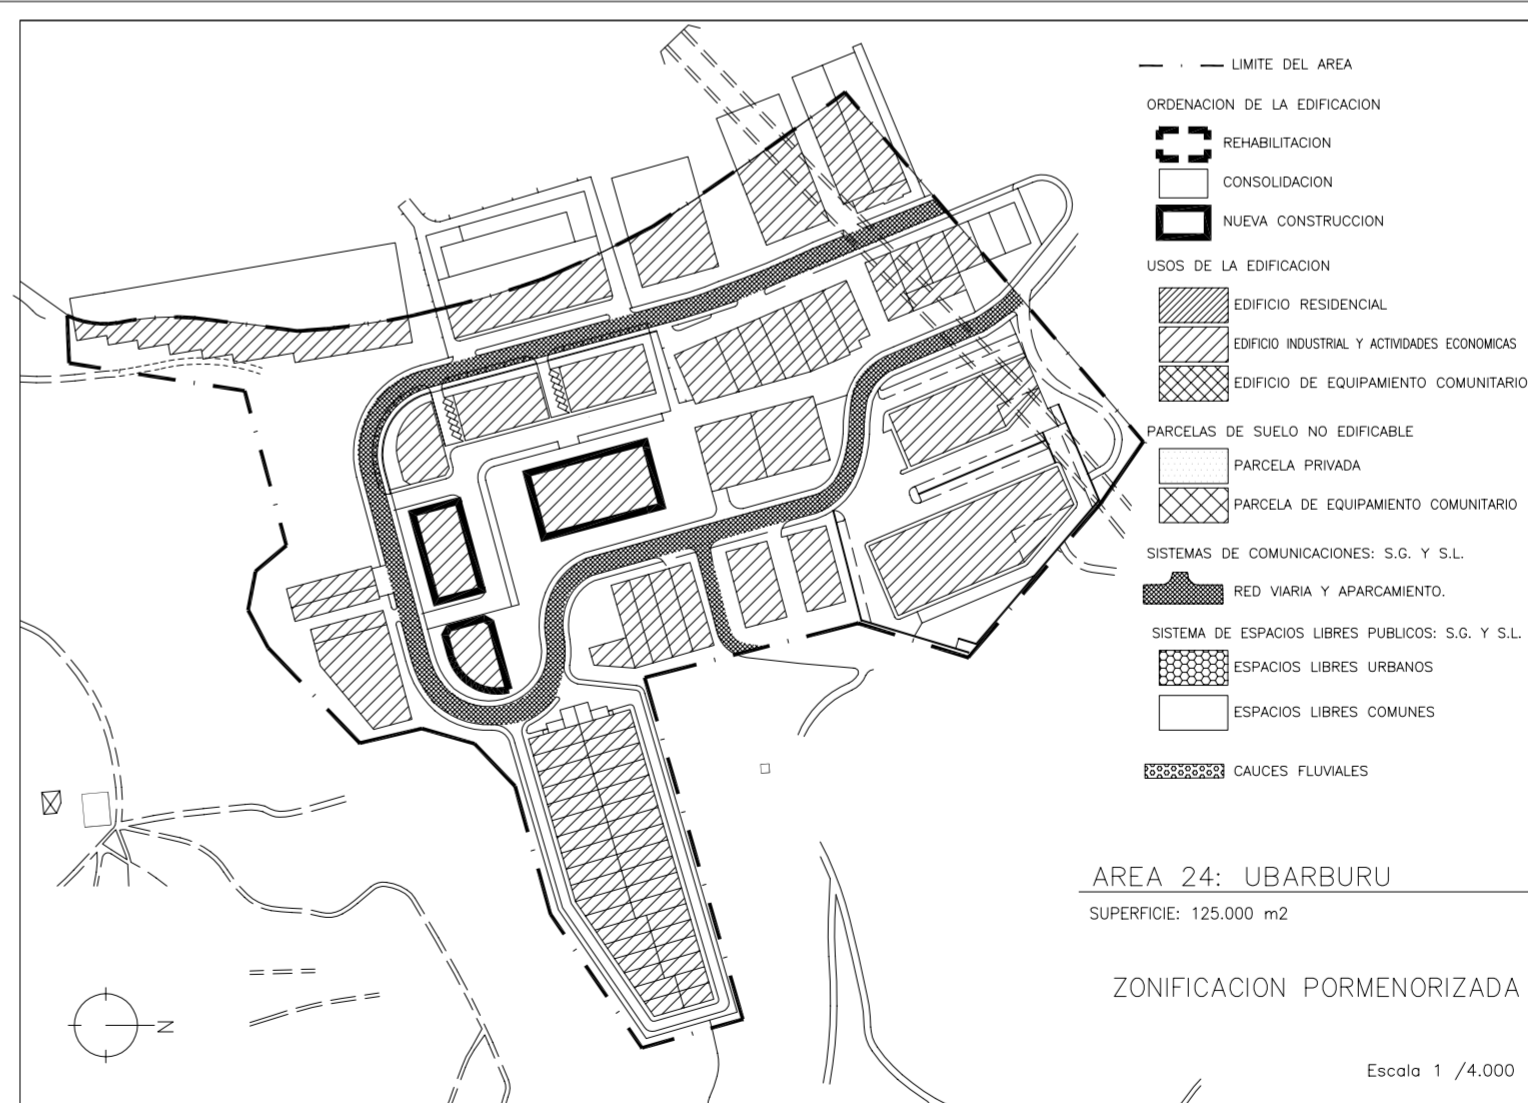 LIMITE DEL AREA
ORDENACION DE LA EDIFICACION
REHABILITACION
CONSOLIDACION
NUEVA CONSTRUCCION
USOS DE LA EDIFICACION
EDIFICIO RESIDENCIAL
EDIFICIO INDUSTRIAL Y ACTIVIDADES ECONOMICAS
EDIFICIO DE EQUIPAMIENTO COMUNITARIO
PARCELAS DE SUELO NO EDIFICABLE
PARCELA PRIVADA
PARCELA DE EQUIPAMIENTO COMUNITARIO
SISTEMAS DE COMUNICACIONES: S.G. Y S.L.
RED VIARIA Y APARCAMIENTO.
SISTEMA DE ESPACIOS LIBRES PUBLICOS: S.G. Y S.L.
ESPACIOS LIBRES URBANOS
ESPACIOS LIBRES COMUNES
CAUCES FLUVIALES
AREA 24: UBARBURU
SUPERFICIE: 125.000 m2
ZONIFICACION PORMENORIZADA
N
Escala 1 /4.000